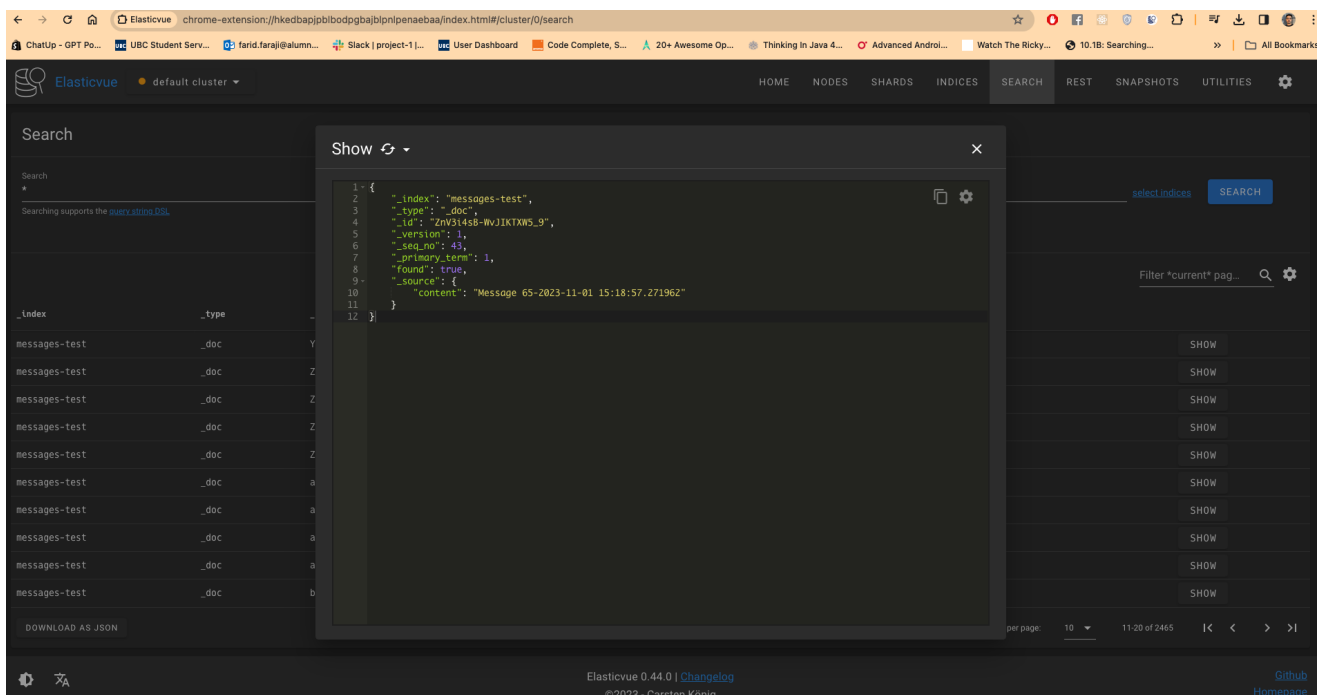 Elasticvue chrome-extension://hkedbapjpblbodpgbajblpnlpenaebaa/index.html#/cluster/0/search
ChatUp - GPT Po... UBC Student Serv... farid.faraji@alumn... Slack | project-1 |... User Dashboard Code Complete, S... 20+ Awesome Op... Thinking In Java 4... Advanced Androi... Watch The Ricky... 10.1B: Searching... » All Bookmarks
Elasticvue default cluster HOME NODES SHARDS INDICES SEARCH REST SNAPSHOTS UTILITIES
Search
Show
Search
*
select indices SEARCH
Searching supports the query string DSL
1 {
2 "_index": "messages-test",
3 "_type": "_doc",
4 "_id": "ZnV3i4sB-WvJIKTXW5_9",
5 "_version": 1,
6 "_seq_no": 43,
7 "_primary_term": 1,
8 "found": true,
9 "_source": {
10 "content": "Message 65-2023-11-01 15:18:57.271962"
11 }
12 }
Filter *current* pag...
_index _type _
messages-test _doc Y SHOW
messages-test _doc Z SHOW
messages-test _doc Z SHOW
messages-test _doc Z SHOW
messages-test _doc Z SHOW
messages-test _doc a SHOW
messages-test _doc a SHOW
messages-test _doc a SHOW
messages-test _doc a SHOW
messages-test _doc b SHOW
DOWNLOAD AS JSON per page: 10 11-20 of 2465
Elasticvue 0.44.0 | Changelog Github
©2023 - Carsten König Homepage